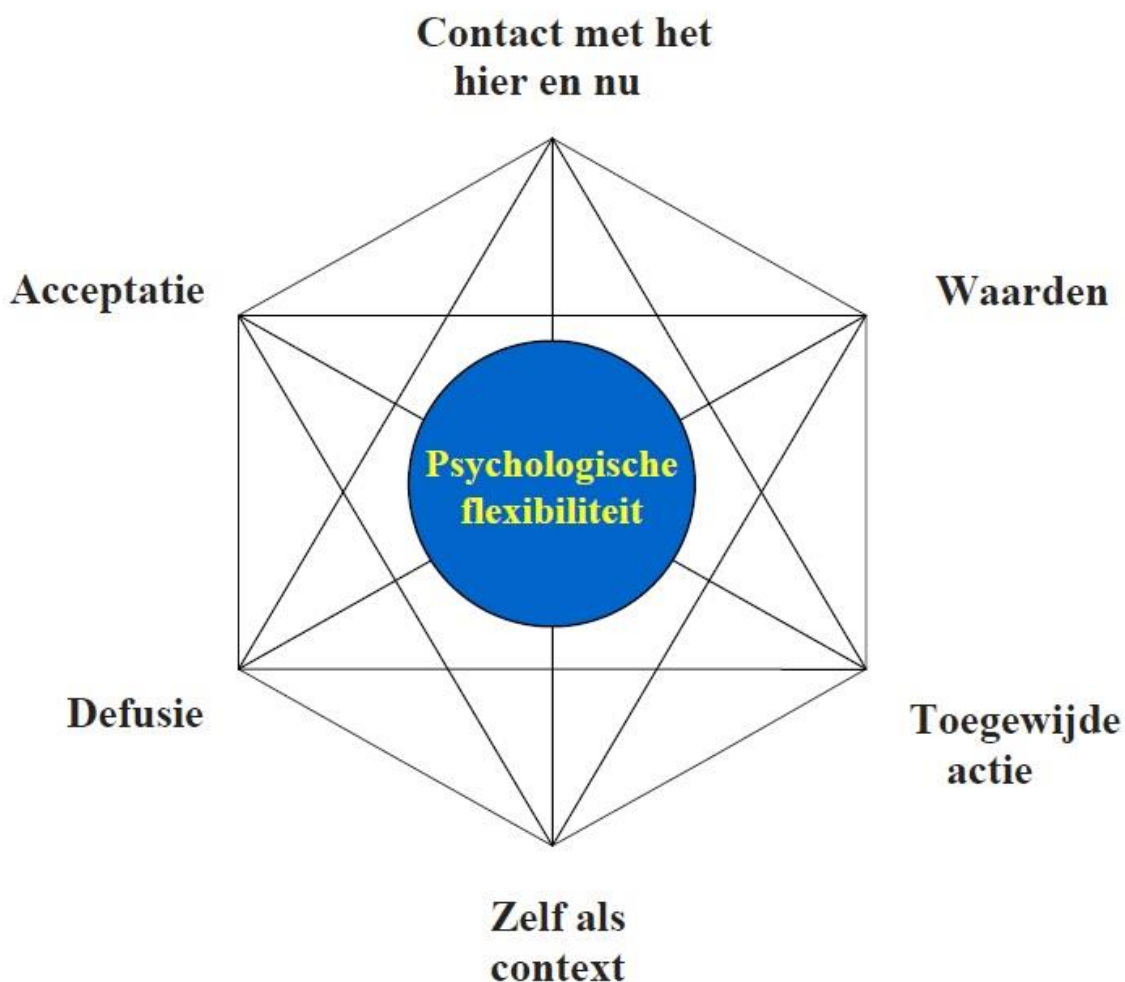 Contact met het
hier en nu
Acceptatie
Waarden
Psychologische
flexibiliteit
Defusie
Toegewijde
actie
Zelf als
context